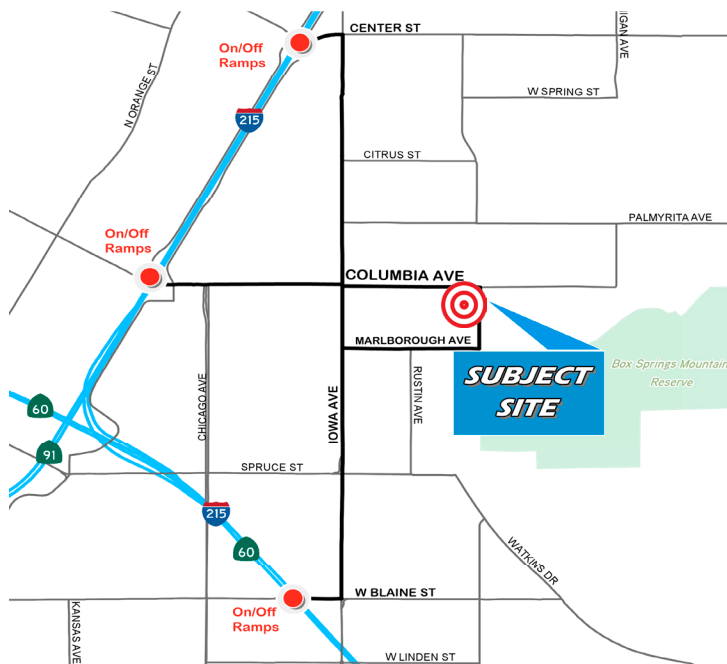 CENTER ST
IGAN AVE
On/Off
Ramps
N ORANGE ST
W SPRING ST
215
CITRUS ST
PALMYRITA AVE
On/Off
Ramps
COLUMBIA AVE
MARLBOROUGH AVE
SUBJECT
SITE
Box Springs Mountain
Reserve
CHICAGO AVE
IOWA AVE
RUSTIN AVE
60
91
SPRUCE ST
215
60
WATKINS DR
On/Off
Ramps
W BLAINE ST
KANSAS AVE
W LINDEN ST